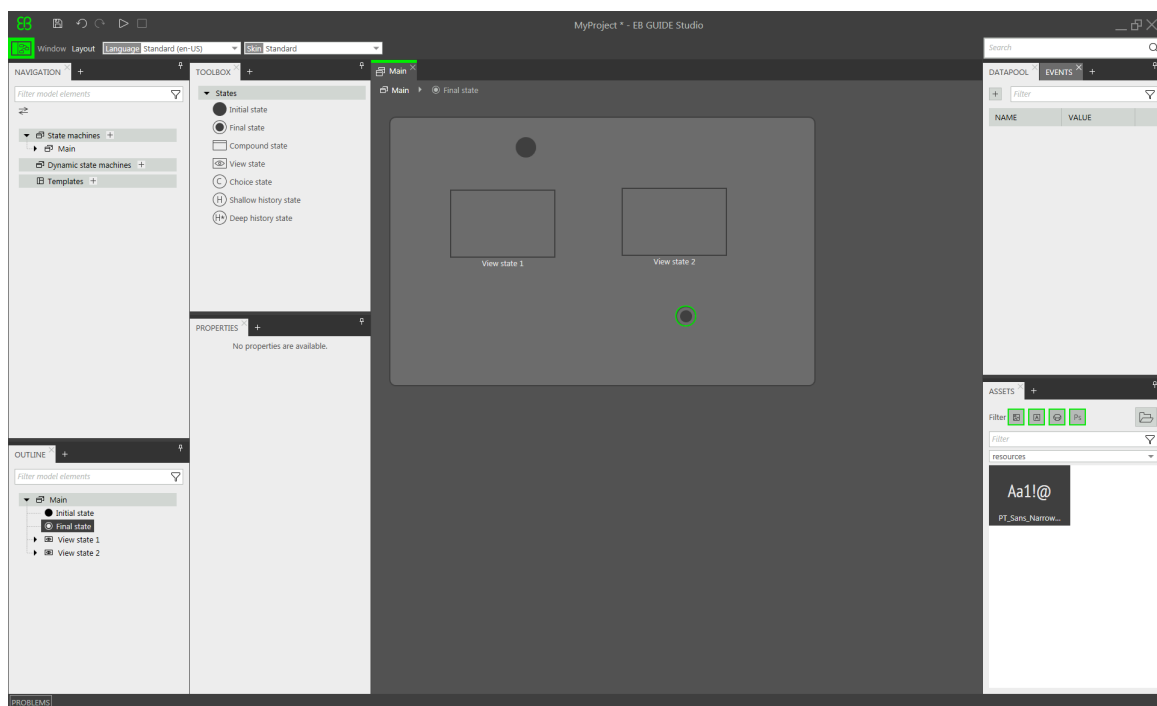 EB
MyProject * - EB GUIDE Studio
Window Layout Language Standard (en-US) Skin Standard
Search
NAVIGATION
Filter model elements
State machines
Main
Dynamic state machines
Templates
OUTLINE
Filter model elements
Main
Initial state
Final state
View state 1
View state 2
TOOLBOX
States
Initial state
Final state
Compound state
View state
C Choice state
H Shallow history state
H* Deep history state
PROPERTIES
No properties are available.
Main
Main Final state
View state 1
View state 2
DATAPOOL EVENTS
Filter
NAME VALUE
ASSETS
Filter A Ps
Filter
resources
Aa1!@
PT_Sans_Narrow...
PROBLEMS